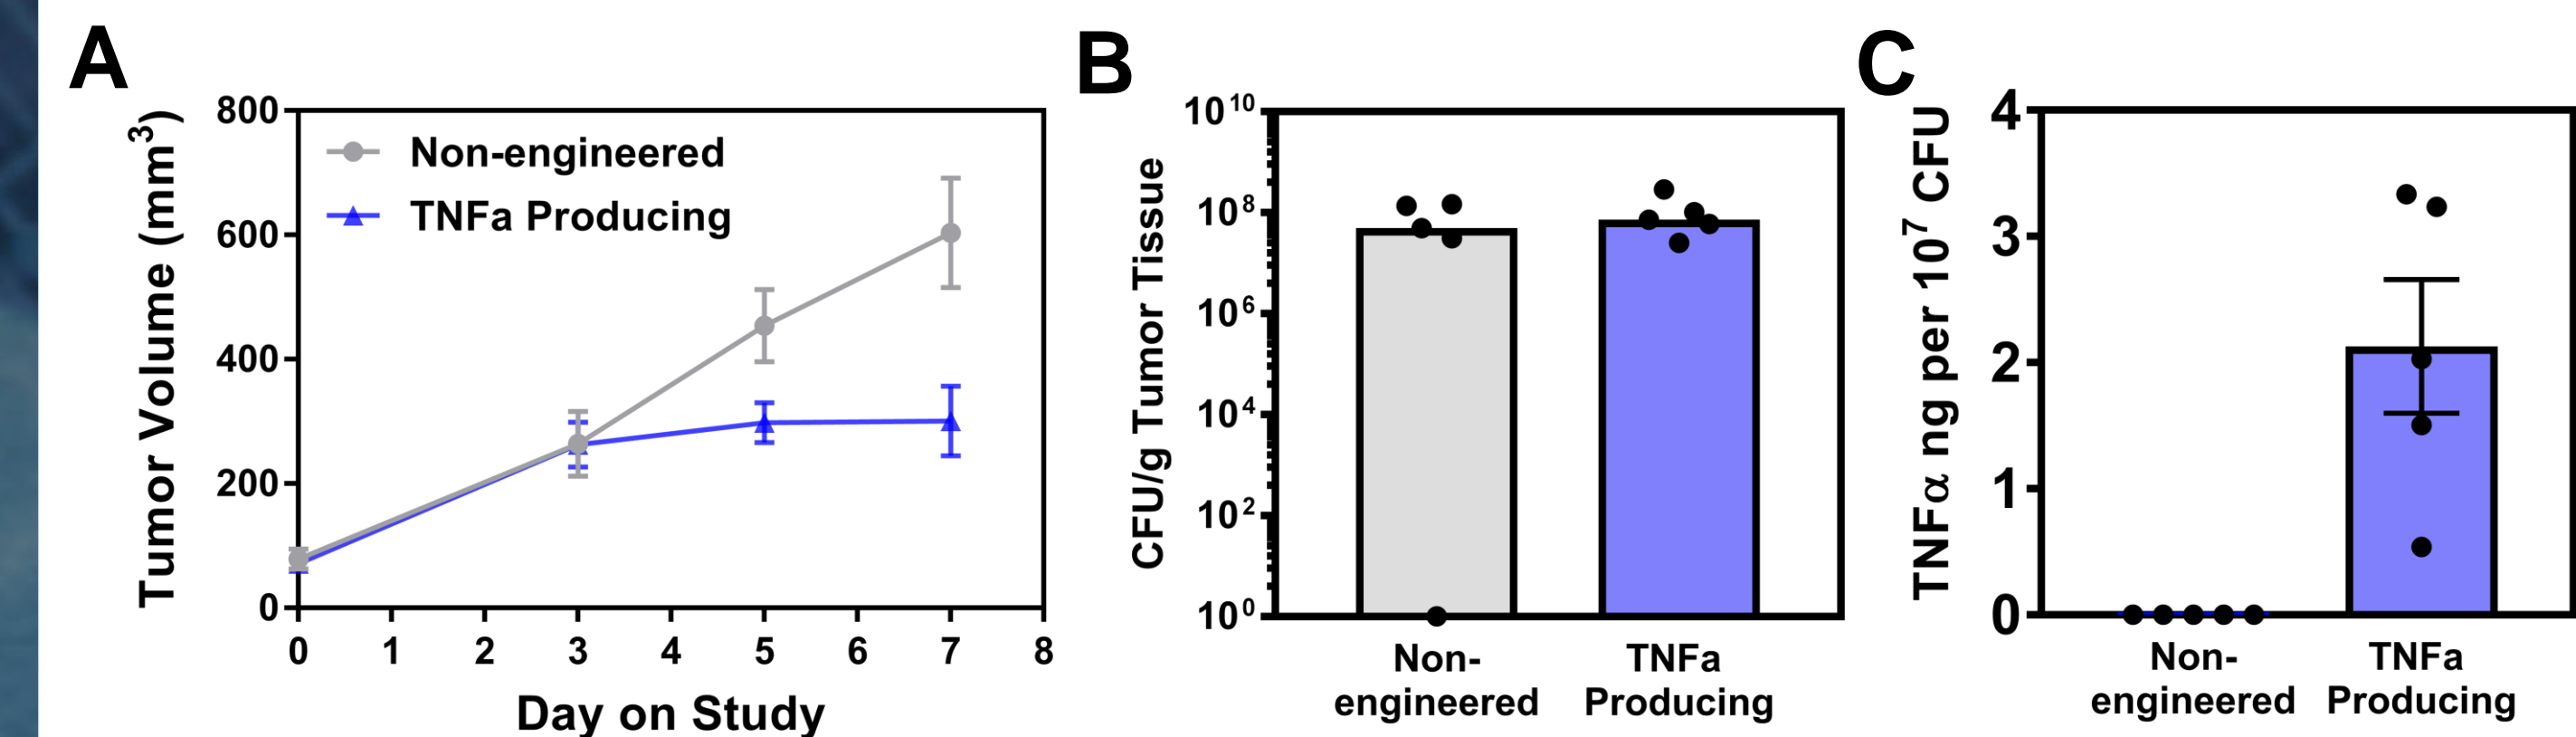 A
Tumor Volume (mm³)
800
600
400
200
0
Non-engineered
TNFa Producing
0 1 2 3 4 5 6 7 8
Day on Study
B
CFU/g Tumor Tissue
10¹⁰
10⁸
10⁶
10⁴
10²
10⁰
Non-
engineered
TNFa
Producing
C
TNFα ng per 10⁷ CFU
4
3
2
1
0
Non-
engineered
TNFa
Producing